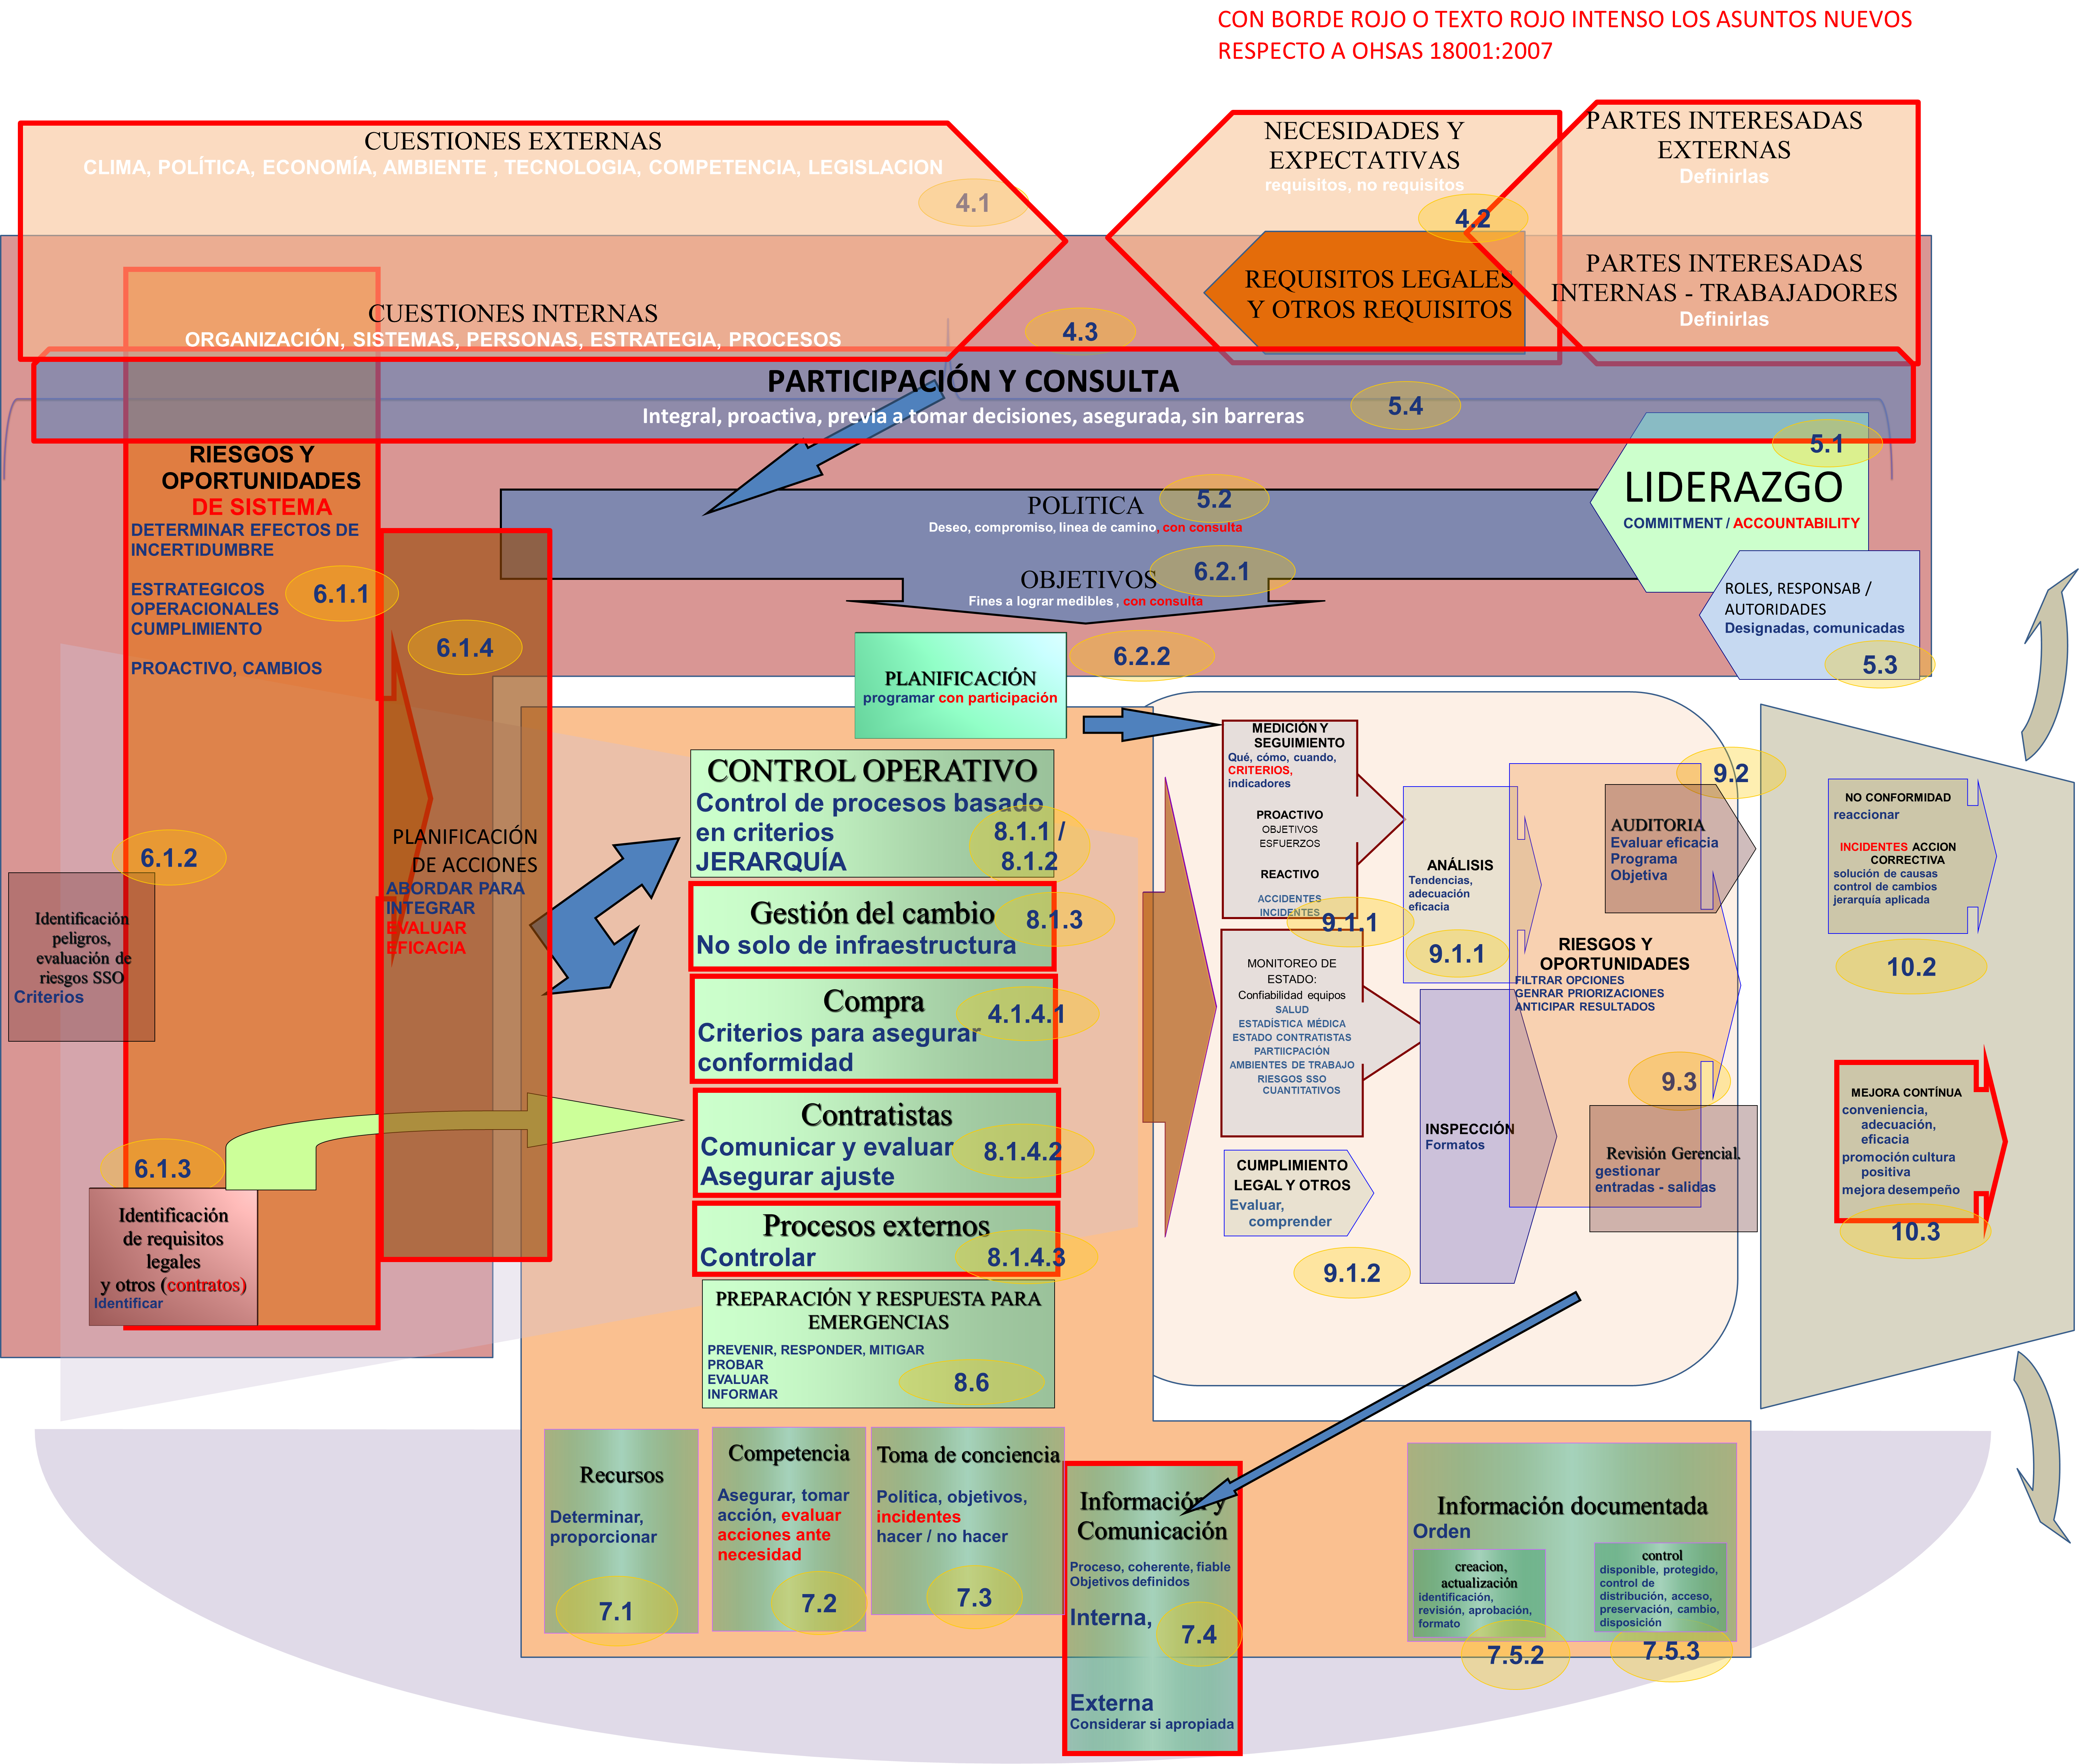 CON BORDE ROJO O TEXTO ROJO INTENSO LOS ASUNTOS NUEVOS
RESPECTO A OHSAS 18001:2007
CUESTIONES EXTERNAS
CLIMA, POLÍTICA, ECONOMÍA, AMBIENTE , TECNOLOGIA, COMPETENCIA, LEGISLACION
4.1
CUESTIONES INTERNAS
ORGANIZACIÓN, SISTEMAS, PERSONAS, ESTRATEGIA, PROCESOS
4.3
NECESIDADES Y
EXPECTATIVAS
requisitos, no requisitos
4.2
REQUISITOS LEGALES
Y OTROS REQUISITOS
PARTES INTERESADAS
EXTERNAS
Definirlas
PARTES INTERESADAS
INTERNAS - TRABAJADORES
Definirlas
PARTICIPACIÓN Y CONSULTA
Integral, proactiva, previa a tomar decisiones, asegurada, sin barreras
5.4
5.1
LIDERAZGO
COMMITMENT / ACCOUNTABILITY
ROLES, RESPONSAB /
AUTORIDADES
Designadas, comunicadas
5.3
POLITICA
5.2
Deseo, compromiso, linea de camino, con consulta
OBJETIVOS
6.2.1
Fines a lograr medibles , con consulta
6.2.2
PLANIFICACIÓN
programar con participación
RIESGOS Y
OPORTUNIDADES
DE SISTEMA
DETERMINAR EFECTOS DE
INCERTIDUMBRE
ESTRATEGICOS
OPERACIONALES
CUMPLIMIENTO
PROACTIVO, CAMBIOS
6.1.1
6.1.4
PLANIFICACIÓN
DE ACCIONES
ABORDAR PARA
INTEGRAR
EVALUAR
EFICACIA
6.1.2
Identificación
peligros,
evaluación de
riesgos SSO
Criterios
6.1.3
Identificación
de requisitos
legales
y otros (contratos)
Identificar
CONTROL OPERATIVO
Control de procesos basado
en criterios
JERARQUÍA
8.1.1 /
8.1.2
Gestión del cambio
No solo de infraestructura
8.1.3
Compra
Criterios para asegurar
conformidad
4.1.4.1
Contratistas
Comunicar y evaluar
Asegurar ajuste
8.1.4.2
Procesos externos
Controlar
8.1.4.3
PREPARACIÓN Y RESPUESTA PARA
EMERGENCIAS
PREVENIR, RESPONDER, MITIGAR
PROBAR
EVALUAR
INFORMAR
8.6
MEDICIÓN Y
SEGUIMIENTO
Qué, cómo, cuando,
CRITERIOS,
indicadores
PROACTIVO
OBJETIVOS
ESFUERZOS
REACTIVO
ACCIDENTES
INCIDENTES
9.1.1
MONITOREO DE
ESTADO:
Confiabilidad equipos
SALUD
ESTADÍSTICA MÉDICA
ESTADO CONTRATISTAS
PARTIICPACIÓN
AMBIENTES DE TRABAJO
RIESGOS SSO
CUANTITATIVOS
CUMPLIMIENTO
LEGAL Y OTROS
Evaluar,
comprender
9.1.2
ANÁLISIS
Tendencias,
adecuación
eficacia
9.1.1
INSPECCIÓN
Formatos
9.2
AUDITORIA
Evaluar eficacia
Programa
Objetiva
RIESGOS Y
OPORTUNIDADES
FILTRAR OPCIONES
GENRAR PRIORIZACIONES
ANTICIPAR RESULTADOS
9.3
Revisión Gerencial.
gestionar
entradas - salidas
NO CONFORMIDAD
reaccionar
INCIDENTES ACCION
CORRECTIVA
solución de causas
control de cambios
jerarquía aplicada
10.2
MEJORA CONTÍNUA
conveniencia,
adecuación,
eficacia
promoción cultura
positiva
mejora desempeño
10.3
Recursos
Determinar,
proporcionar
7.1
Competencia
Asegurar, tomar
acción, evaluar
acciones ante
necesidad
7.2
Toma de conciencia
Politica, objetivos,
incidentes
hacer / no hacer
7.3
Información y
Comunicación
Proceso, coherente, fiable
Objetivos definidos
Interna,
7.4
Externa
Considerar si apropiada
Información documentada
Orden
creacion,
actualización
identificación,
revisión, aprobación,
formato
7.5.2
control
disponible, protegido,
control de
distribución, acceso,
preservación, cambio,
disposición
7.5.3